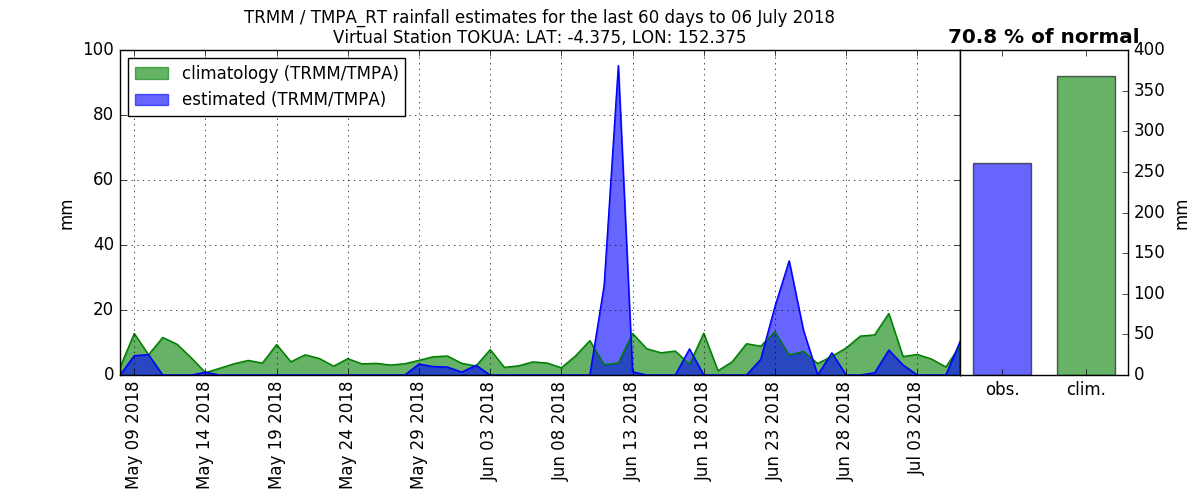 TRMM / TMPA_RT rainfall estimates for the last 60 days to 06 July 2018
Virtual Station TOKUA: LAT: -4.375, LON: 152.375
70.8 % of normal
climatology (TRMM/TMPA)
estimated (TRMM/TMPA)
100
80
60
40
20
0
mm
May 09 2018
May 14 2018
May 19 2018
May 24 2018
May 29 2018
Jun 03 2018
Jun 08 2018
Jun 13 2018
Jun 18 2018
Jun 23 2018
Jun 28 2018
Jul 03 2018
400
350
300
250
200
150
100
50
0
mm
obs.
clim.